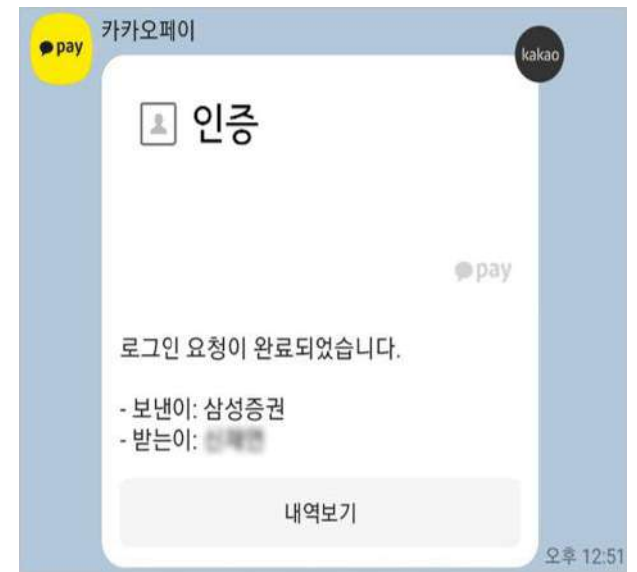 pay
카카오페이
kakao
인증
pay
로그인 요청이 완료되었습니다.
- 보낸이: 삼성증권
- 받는이:
내역보기
오후 12:51